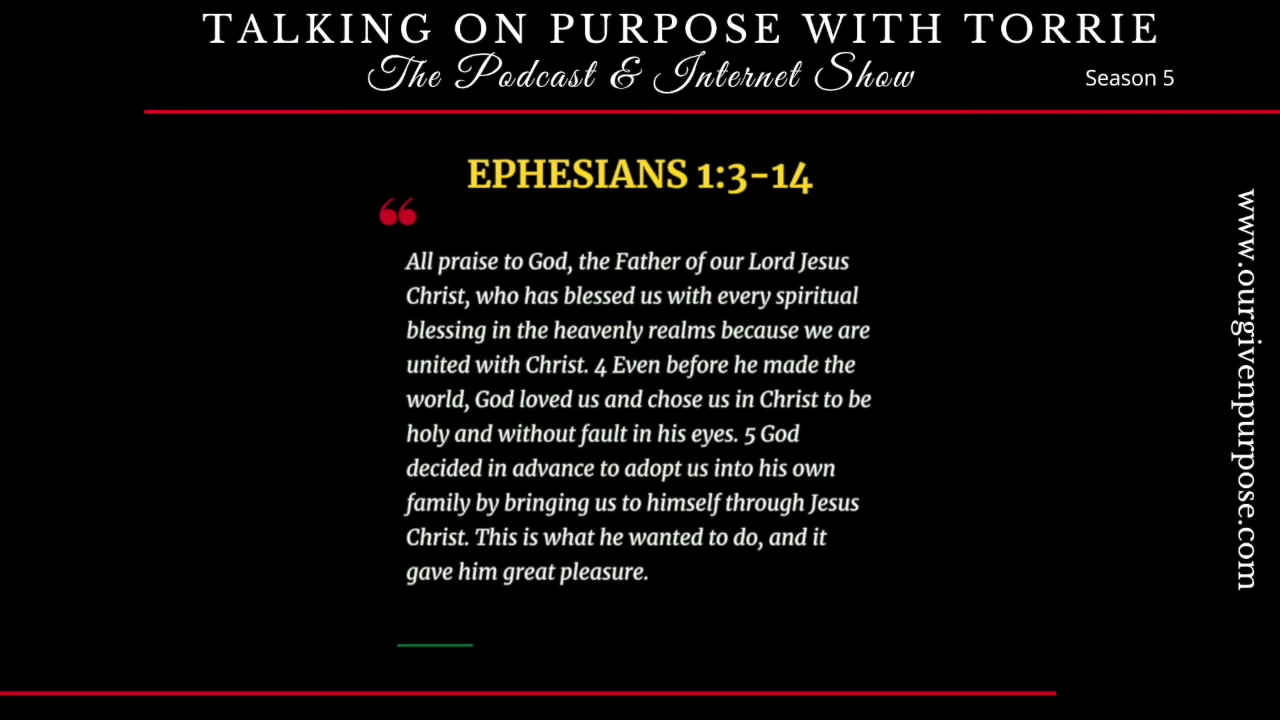 TALKING ON PURPOSE WITH TORRIE
The Podcast & Internet Show
Season 5
EPHESIANS 1:3-14
“
All praise to God, the Father of our Lord Jesus
Christ, who has blessed us with every spiritual
blessing in the heavenly realms because we are
united with Christ. 4 Even before he made the
world, God loved us and chose us in Christ to be
holy and without fault in his eyes. 5 God
decided in advance to adopt us into his own
family by bringing us to himself through Jesus
Christ. This is what he wanted to do, and it
gave him great pleasure.
www.ourgivenpurpose.com